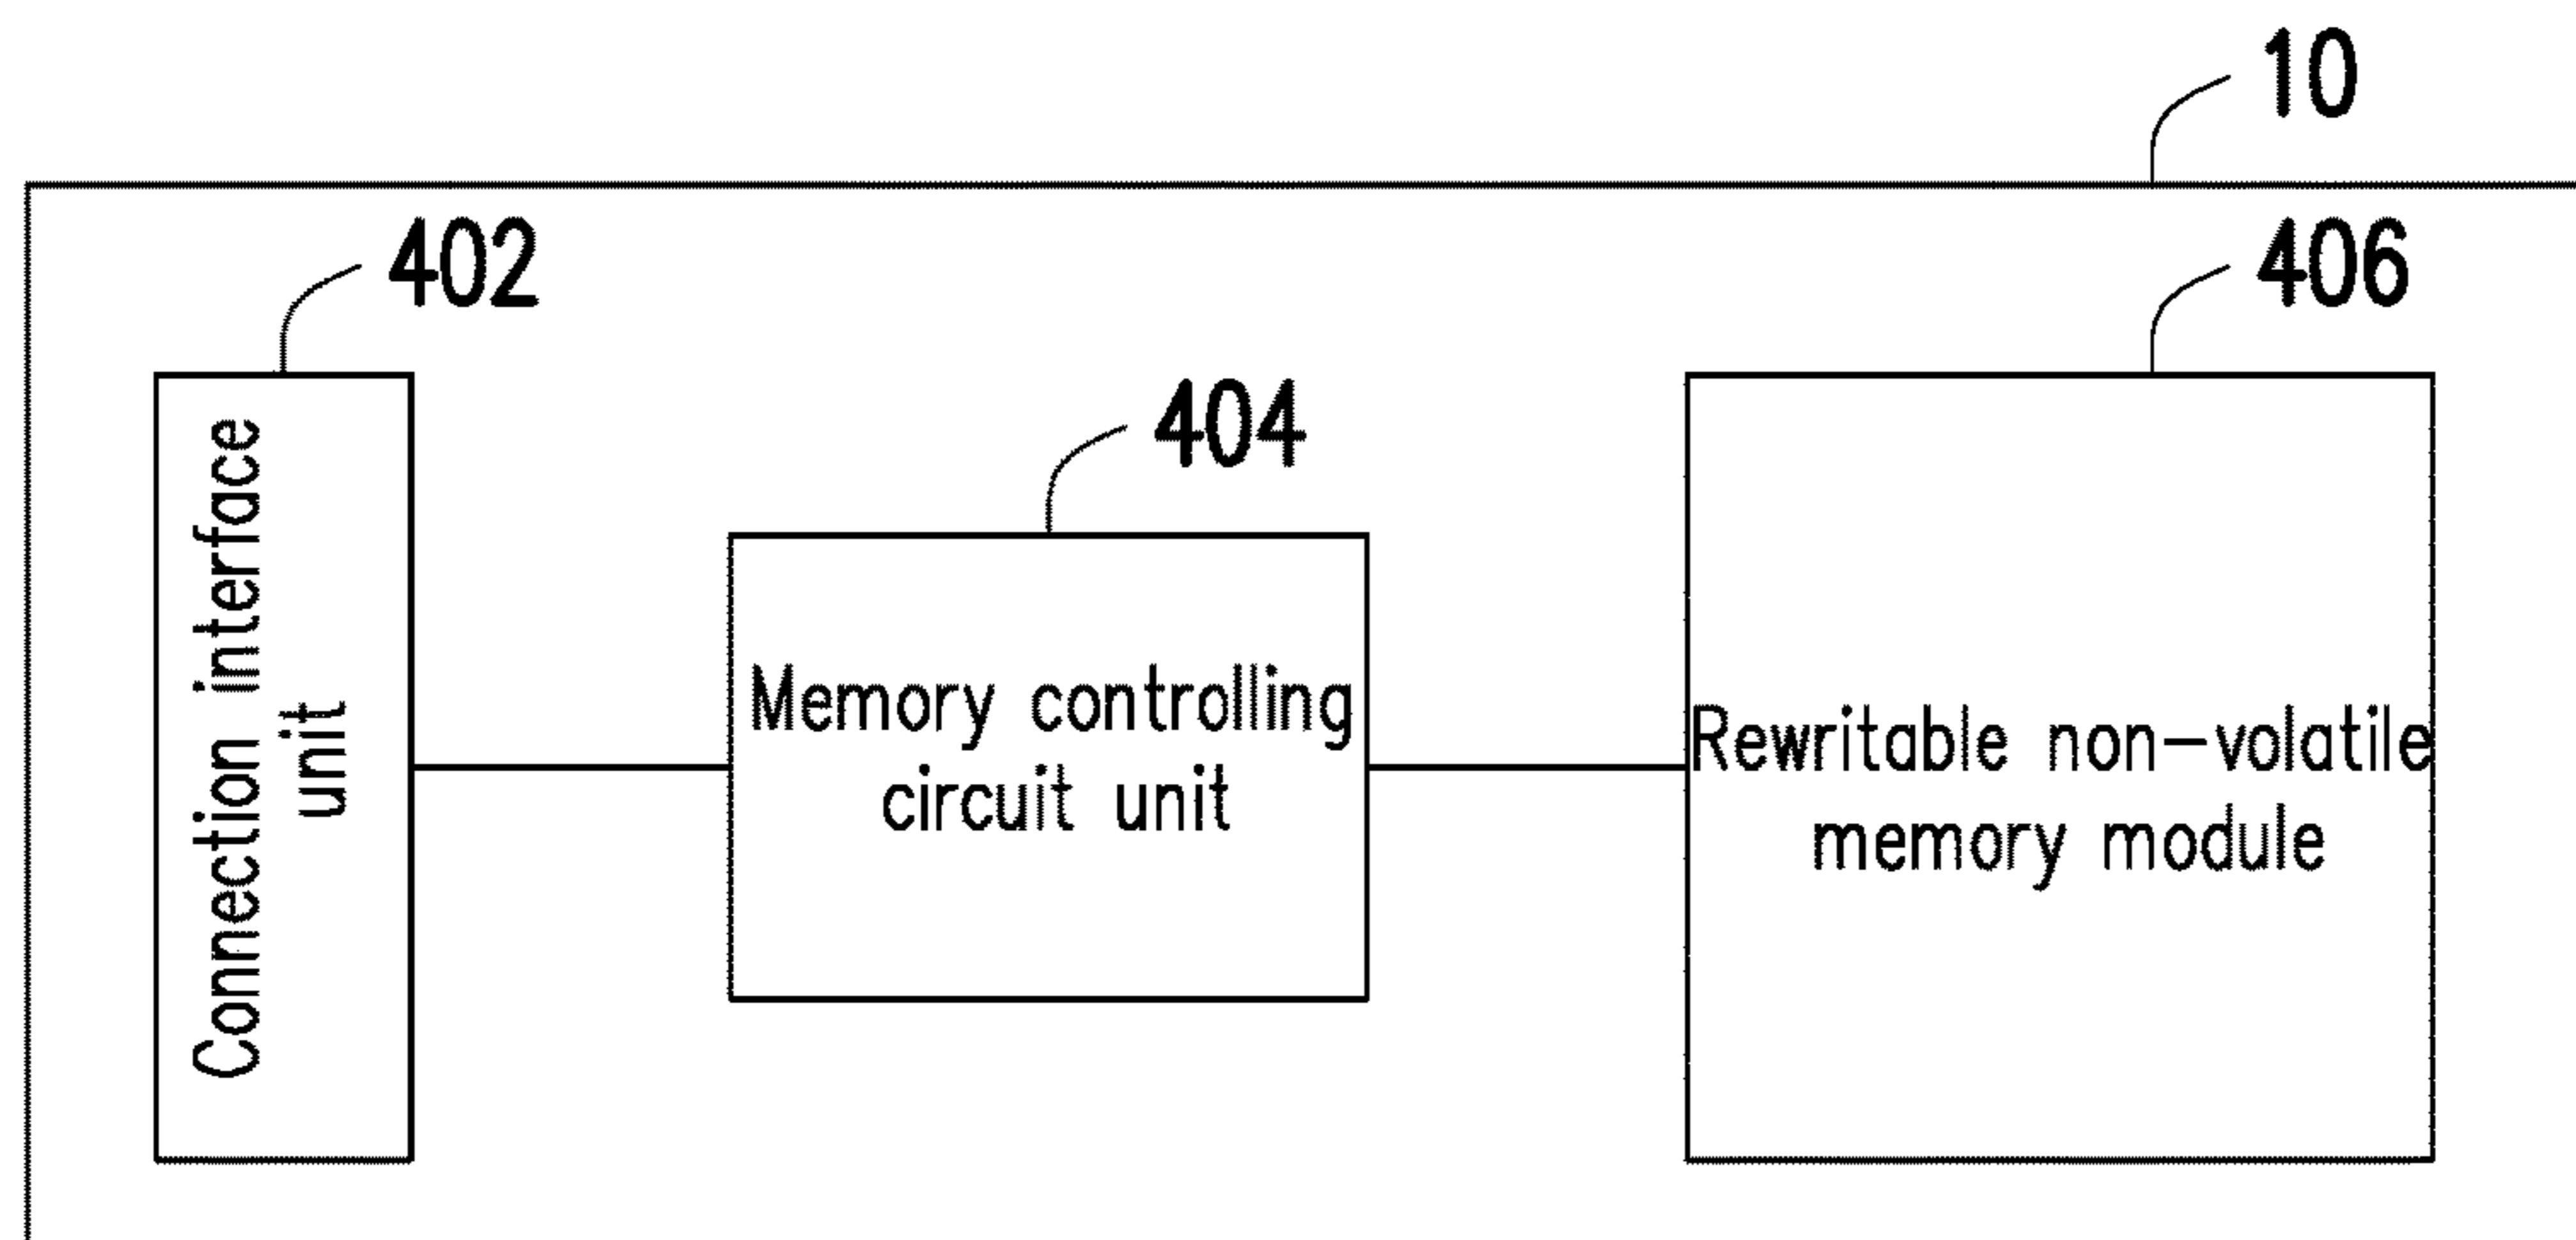 10
402
406
404
Connection interface
unit
Memory controlling
circuit unit
Rewritable non-volatile
memory module